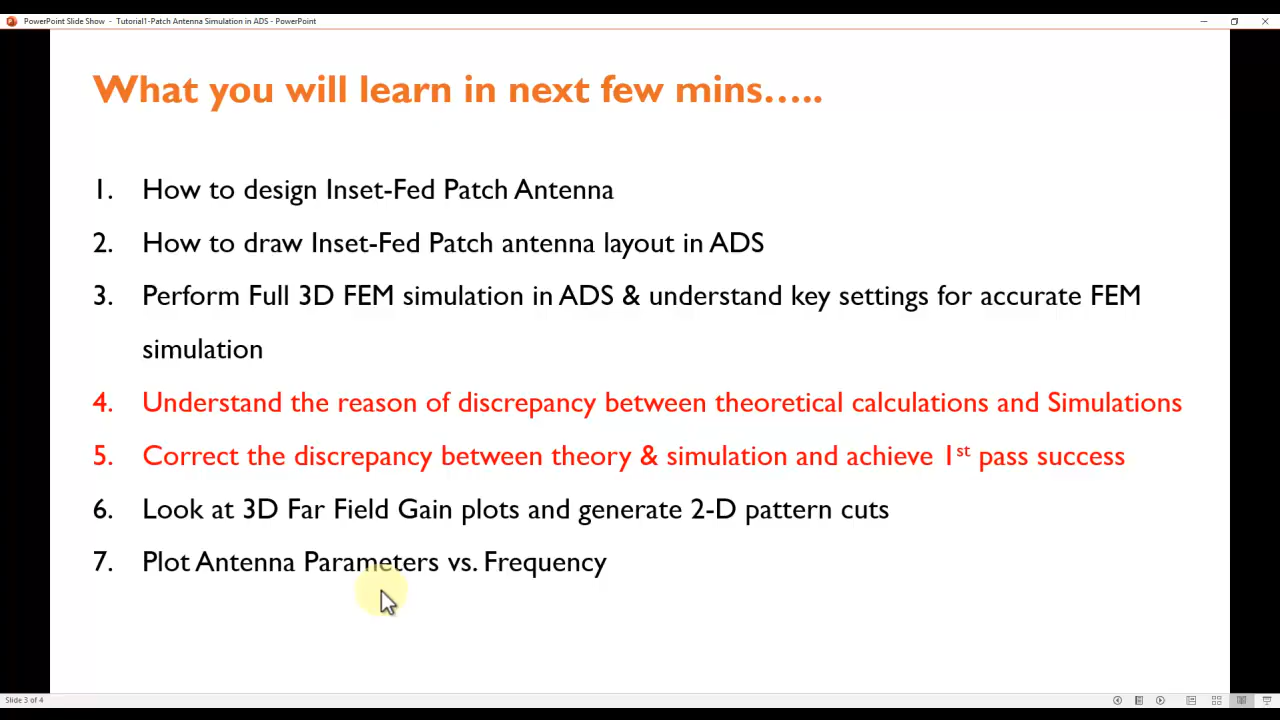 PowerPoint Slide Show - Tutorial1-Patch Antenna Simulation in ADS - PowerPoint
What you will learn in next few mins…..
1. How to design Inset-Fed Patch Antenna
2. How to draw Inset-Fed Patch antenna layout in ADS
3. Perform Full 3D FEM simulation in ADS & understand key settings for accurate FEM
simulation
4. Understand the reason of discrepancy between theoretical calculations and Simulations
5. Correct the discrepancy between theory & simulation and achieve 1st pass success
6. Look at 3D Far Field Gain plots and generate 2-D pattern cuts
7. Plot Antenna Parameters vs. Frequency
Slide 3 of 4